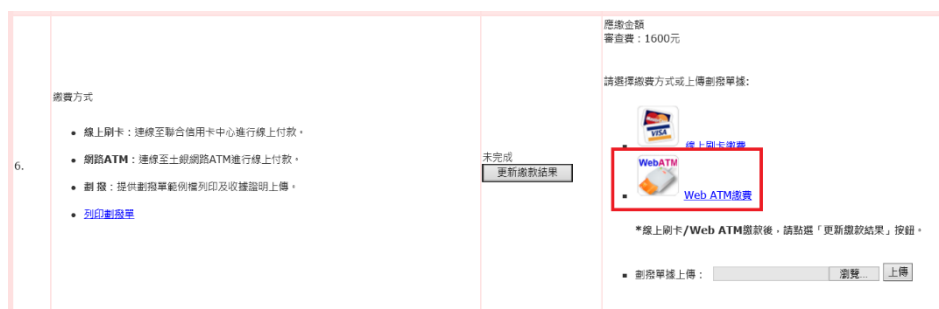 6.
繳費方式
線上刷卡：連線至聯合信用卡中心進行線上付款。
網路ATM：連線至土銀網路ATM進行線上付款。
劃 撥：提供劃撥單範例檔列印及收據證明上傳。
列印劃撥單
未完成
更新繳款結果
應繳金額
審查費：1600元
請選擇繳費方式或上傳劃撥單據:
VISA
線上刷卡繳費
WebATM
Web ATM繳費
*線上刷卡/Web ATM繳款後，請點選「更新繳款結果」按鈕。
劃撥單據上傳： 瀏覽... 上傳